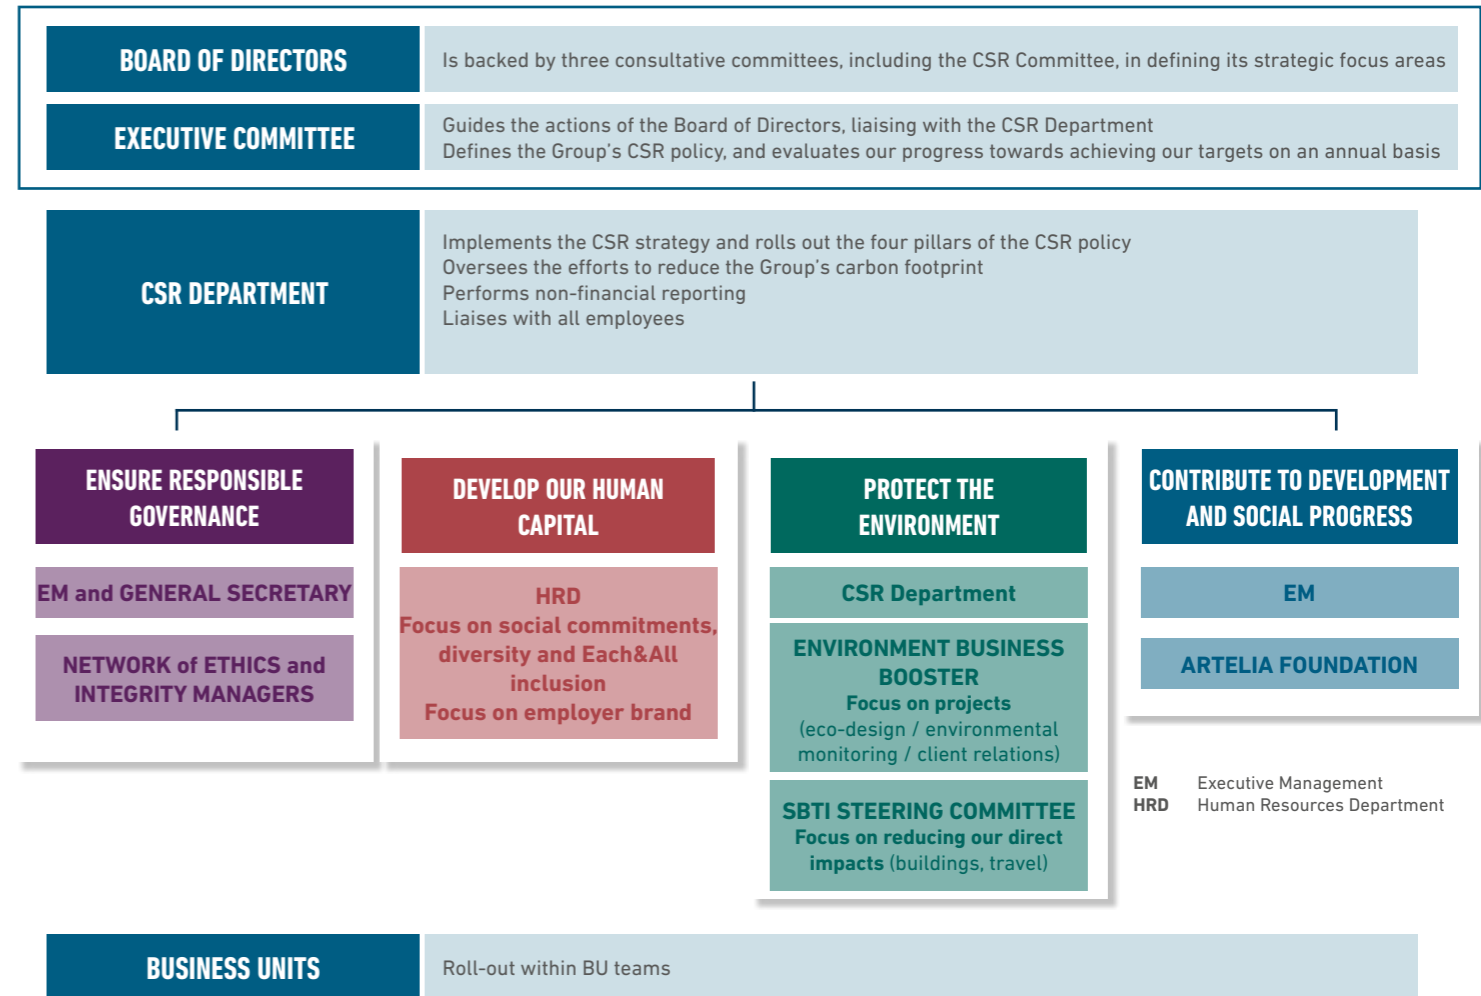 BOARD OF DIRECTORS
Is backed by three consultative committees, including the CSR Committee, in defining its strategic focus areas
EXECUTIVE COMMITTEE
Guides the actions of the Board of Directors, liaising with the CSR Department
Defines the Group's CSR policy, and evaluates our progress towards achieving our targets on an annual basis
CSR DEPARTMENT
Implements the CSR strategy and rolls out the four pillars of the CSR policy
Oversees the efforts to reduce the Group's carbon footprint
Performs non-financial reporting
Liaises with all employees
ENSURE RESPONSIBLE
GOVERNANCE
EM and GENERAL SECRETARY
NETWORK of ETHICS and
INTEGRITY MANAGERS
DEVELOP OUR HUMAN
CAPITAL
HRD
Focus on social commitments,
diversity and Each&All
inclusion
Focus on employer brand
PROTECT THE
ENVIRONMENT
CSR Department
ENVIRONMENT BUSINESS
BOOSTER
Focus on projects
(eco-design / environmental
monitoring / client relations)
SBTI STEERING COMMITTEE
Focus on reducing our direct
impacts (buildings, travel)
CONTRIBUTE TO DEVELOPMENT
AND SOCIAL PROGRESS
EM
ARTELIA FOUNDATION
EM Executive Management
HRD Human Resources Department
BUSINESS UNITS
Roll-out within BU teams